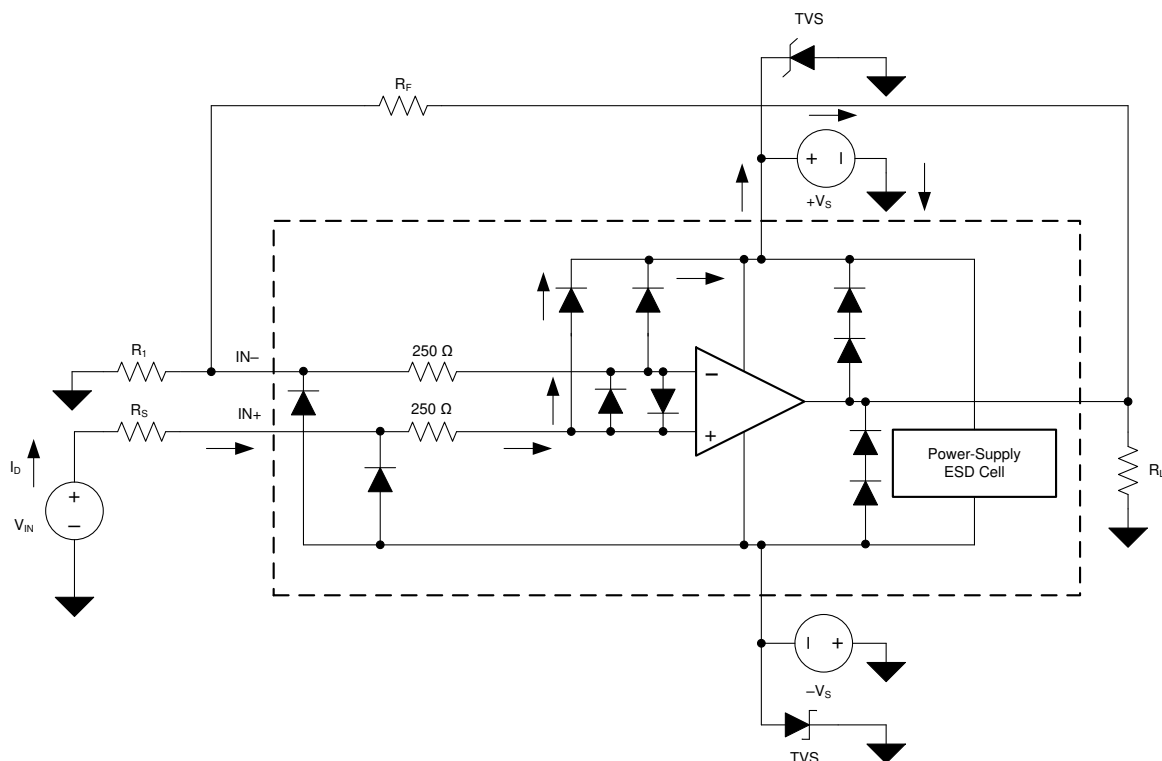 TVS
R_F
+
+V_S
R_1
IN–
250 Ω
–
R_S
IN+
250 Ω
+
I_D
+
V_IN
–
Power-Supply
ESD Cell
R_L
+
–V_S
TVS